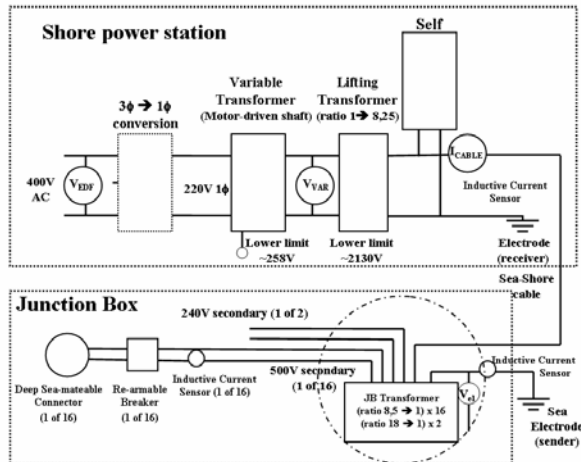 Shore power station
Self
Variable
Transformer
(Motor-driven shaft)
Lifting
Transformer
(ratio 1➔ 8,25)
3ϕ ➔ 1ϕ
conversion
400V
AC
V_EDF
220V 1ϕ
V_VAR
I_CABLE
Inductive Current
Sensor
Lower limit
~258V
Lower limit
~2130V
Electrode
(receiver)
Sea-Shore
cable
Junction Box
240V secondary (1 of 2)
500V secondary
(1 of 16)
Inductive Current
Sensor
Deep Sea-mateable
Connector
(1 of 16)
Re-armable
Breaker
(1 of 16)
Inductive Current
Sensor (1 of 16)
JB Transformer
(ratio 8,5 ➔ 1) x 16
(ratio 18 ➔ 1) x 2
V_el
Sea
Electrode
(sender)